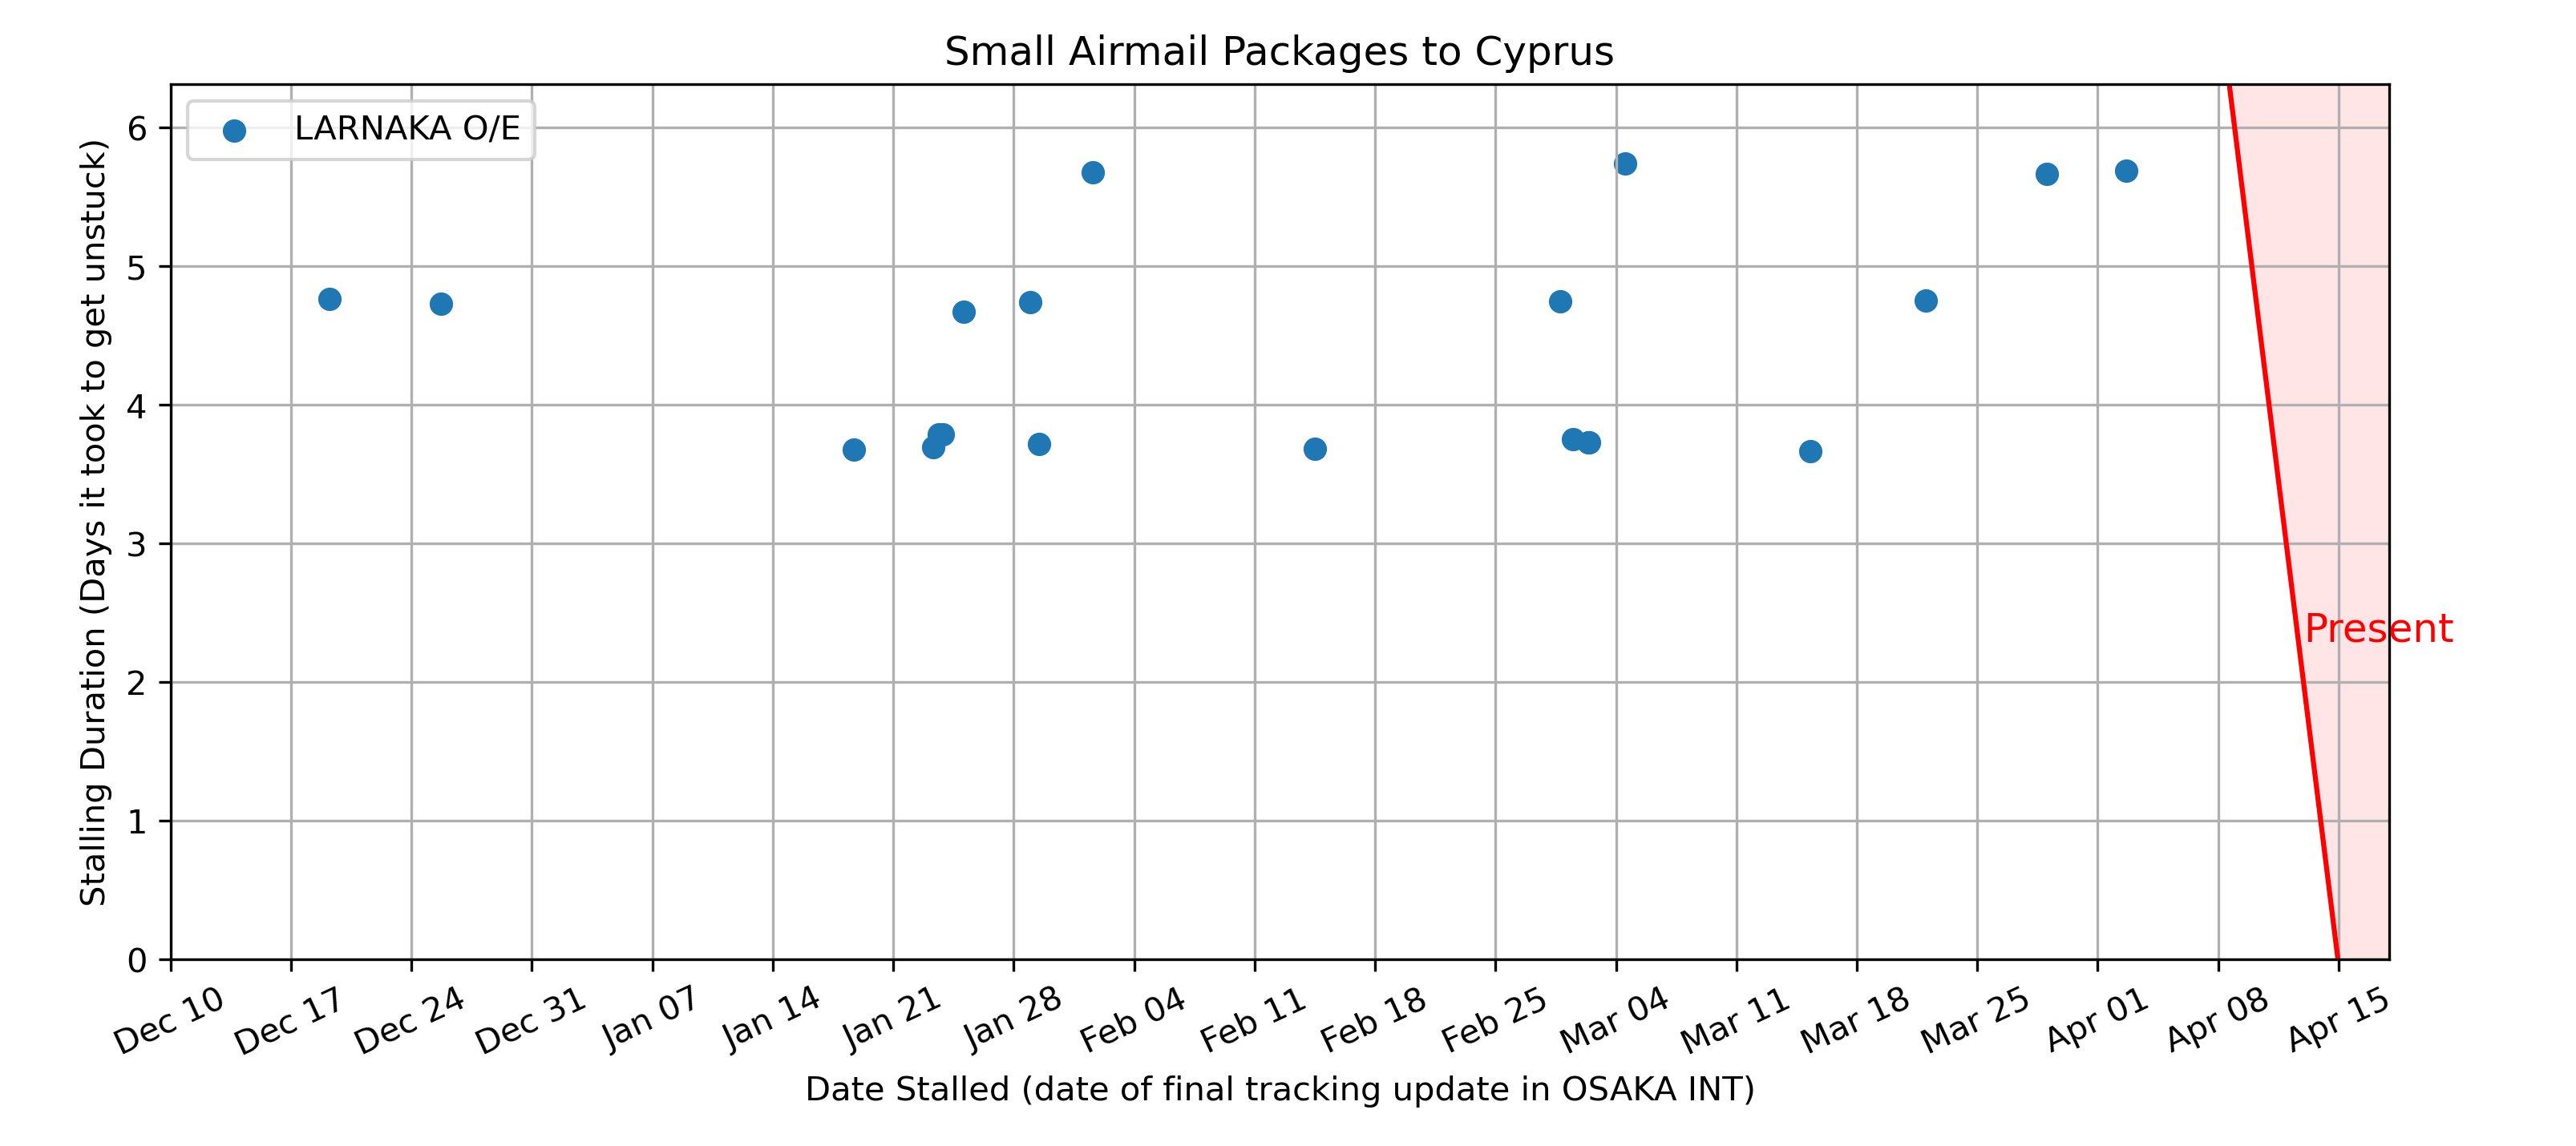 Small Airmail Packages to Cyprus
LARNAKA O/E
Stalling Duration (Days it took to get unstuck)
6
5
4
3
2
1
0
Present
Dec 10
Dec 17
Dec 24
Dec 31
Jan 07
Jan 14
Jan 21
Jan 28
Feb 04
Feb 11
Feb 18
Feb 25
Mar 04
Mar 11
Mar 18
Mar 25
Apr 01
Apr 08
Apr 15
Date Stalled (date of final tracking update in OSAKA INT)